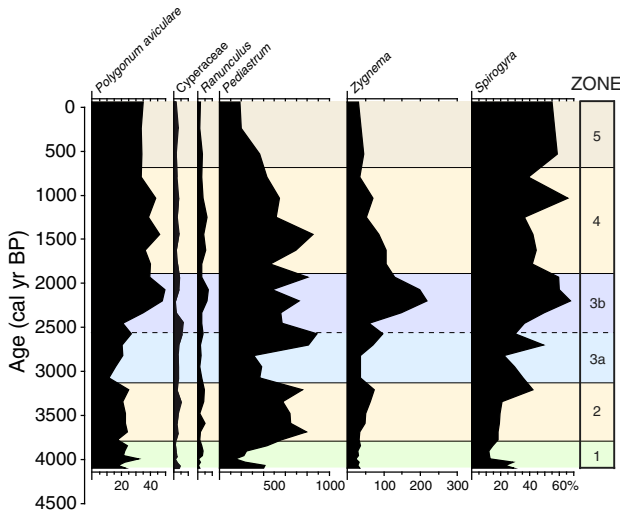 Polygonum aviculare
Cyperaceae
Ranunculus
Pediastrum
Zygnema
Spirogyra
ZONE
Age (cal yr BP)
0
500
1000
1500
2000
2500
3000
3500
4000
4500
5
4
3b
3a
2
1
20 40 500 1000 100 200 300 20 40 60%